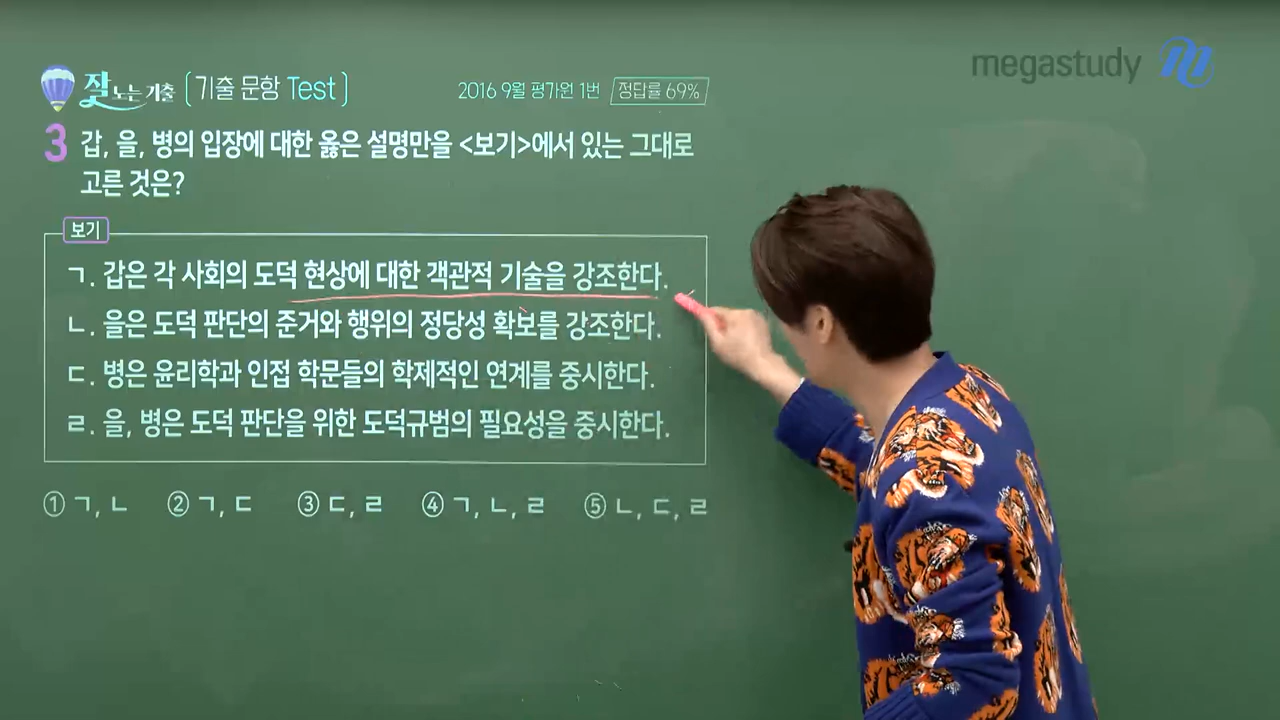 megastudy
잘 노는 기출 [기출 문항 Test]
2016 9월 평가원 1번 정답률 69%
3 갑, 을, 병의 입장에 대한 옳은 설명만을 <보기>에서 있는 그대로
고른 것은?
보기
ㄱ. 갑은 각 사회의 도덕 현상에 대한 객관적 기술을 강조한다.
ㄴ. 을은 도덕 판단의 준거와 행위의 정당성 확보를 강조한다.
ㄷ. 병은 윤리학과 인접 학문들의 학제적인 연계를 중시한다.
ㄹ. 을, 병은 도덕 판단을 위한 도덕규범의 필요성을 중시한다.
① ㄱ, ㄴ ② ㄱ, ㄷ ③ ㄷ, ㄹ ④ ㄱ, ㄴ, ㄹ ⑤ ㄴ, ㄷ, ㄹ